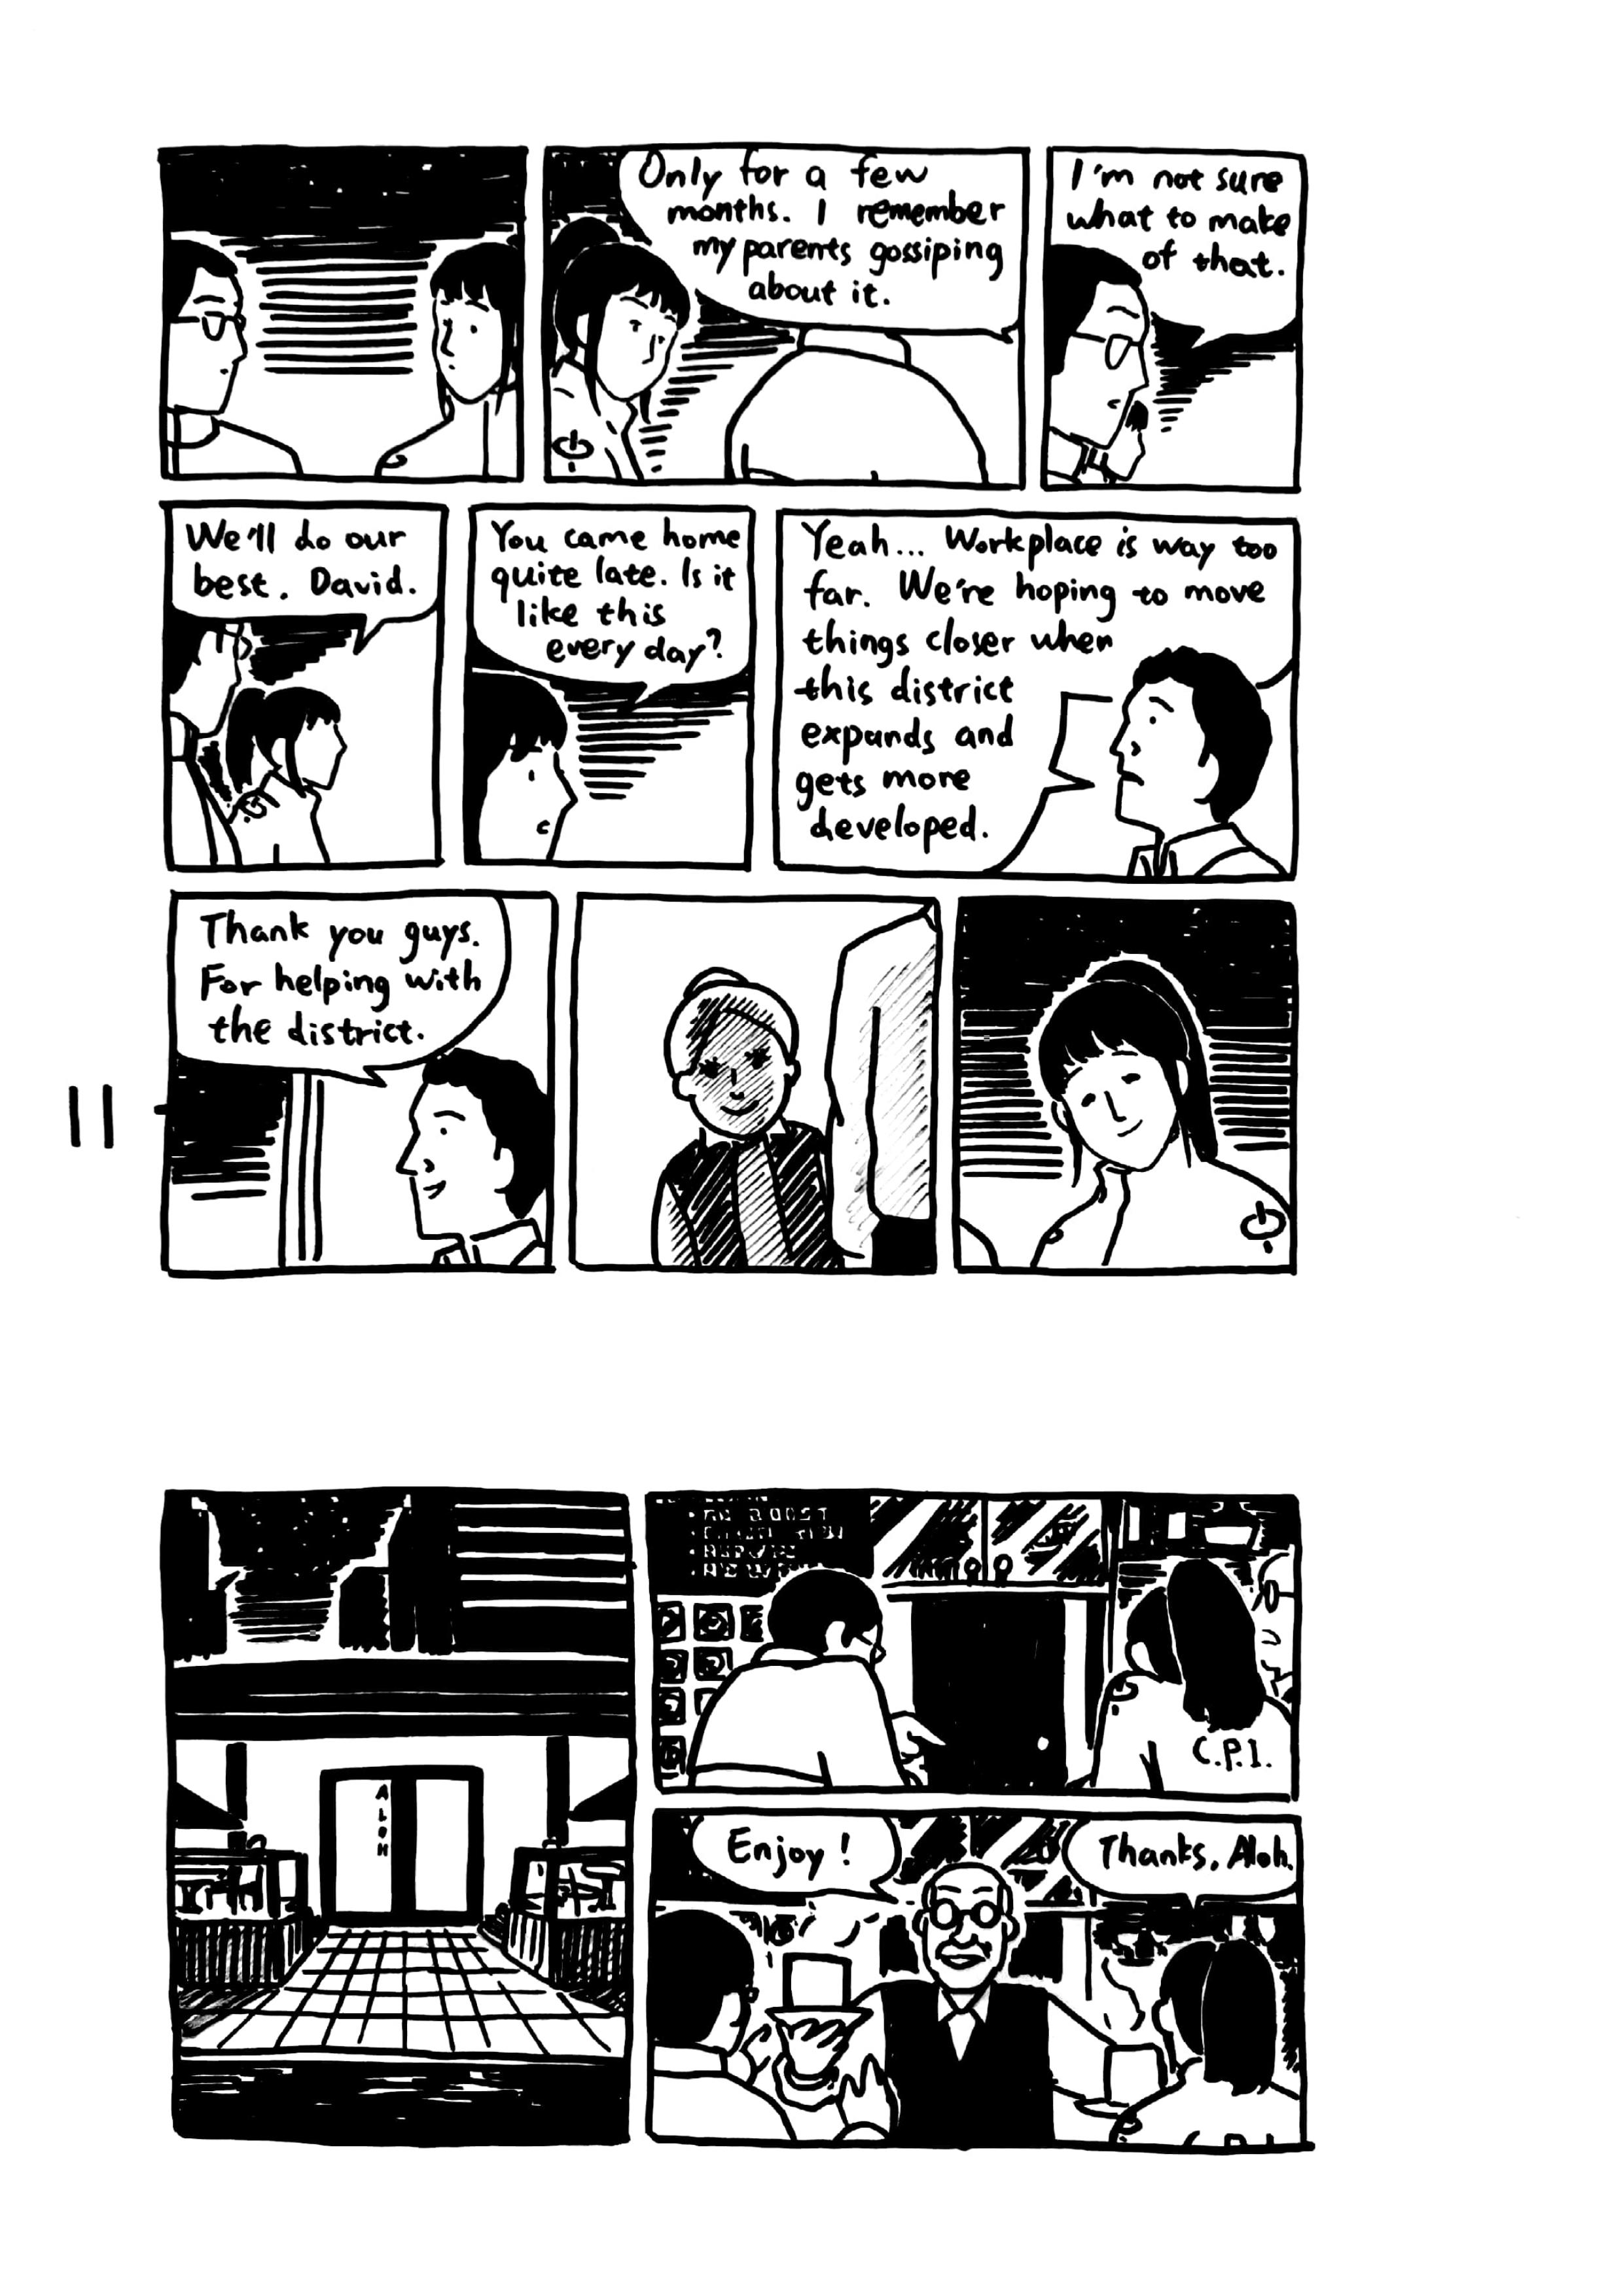 Only for a few
months. I remember
my parents gossiping
about it.
I'm not sure
what to make
of that.
We'll do our
best. David.
You came home
quite late. Is it
like this
every day?
Yeah... Workplace is way too
far. We're hoping to move
things closer when
this district
expands and
gets more
developed.
Thank you guys.
For helping with
the district.
11
ALOH
C.P.I.
Enjoy!
Thanks, Aloh.